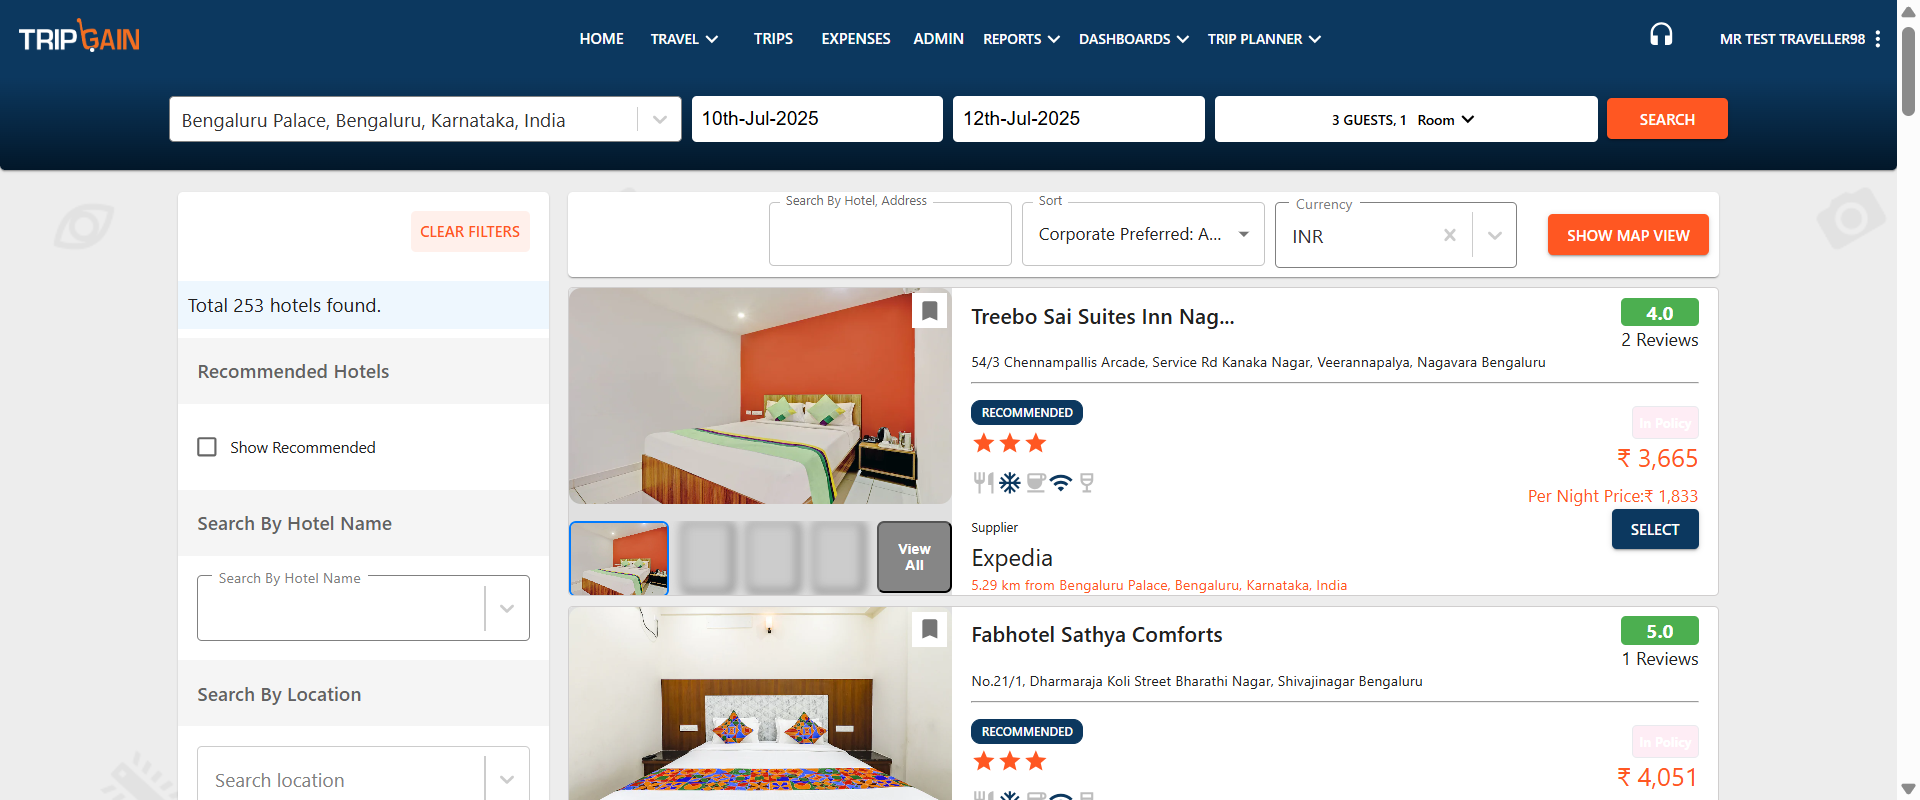 TRIPGAIN
HOME
TRAVEL
TRIPS
EXPENSES
ADMIN
REPORTS
DASHBOARDS
TRIP PLANNER
MR TEST TRAVELLER98
Bengaluru Palace, Bengaluru, Karnataka, India
10th-Jul-2025
12th-Jul-2025
3 GUESTS, 1 Room
SEARCH
CLEAR FILTERS
Total 253 hotels found.
Recommended Hotels
Show Recommended
Search By Hotel Name
Search By Hotel Name
Search By Location
Search location
Search By Hotel, Address
Sort
Corporate Preferred: A...
Currency
INR
SHOW MAP VIEW
Treebo Sai Suites Inn Nag...
4.0
2 Reviews
54/3 Chennampallis Arcade, Service Rd Kanaka Nagar, Veerannapalya, Nagavara Bengaluru
RECOMMENDED
In Policy
₹ 3,665
Per Night Price:₹ 1,833
SELECT
Supplier
Expedia
5.29 km from Bengaluru Palace, Bengaluru, Karnataka, India
View
All
Fabhotel Sathya Comforts
5.0
1 Reviews
No.21/1, Dharmaraja Koli Street Bharathi Nagar, Shivajinagar Bengaluru
RECOMMENDED
In Policy
₹ 4,051